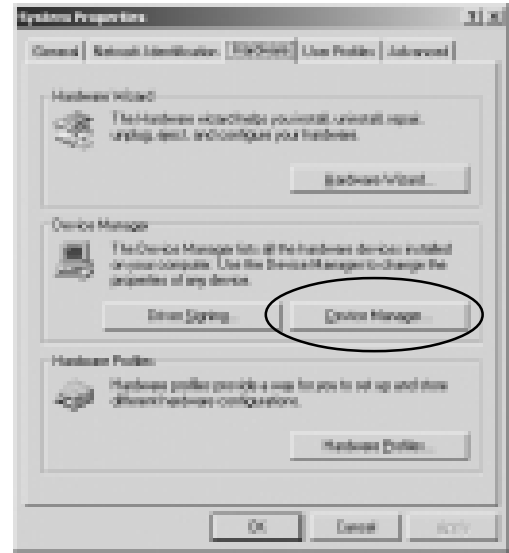 System Properties
General Network Identification Hardware User Profiles Advanced
Hardware Wizard
The Hardware wizard helps you install, uninstall, repair,
unplug, eject, and configure your hardware.
Hardware Wizard...
Device Manager
The Device Manager lists all the hardware devices installed
on your computer. Use the Device Manager to change the
properties of any device.
Driver Signing... Device Manager...
Hardware Profiles
Hardware profiles provide a way for you to set up and store
different hardware configurations.
Hardware Profiles...
OK Cancel Apply